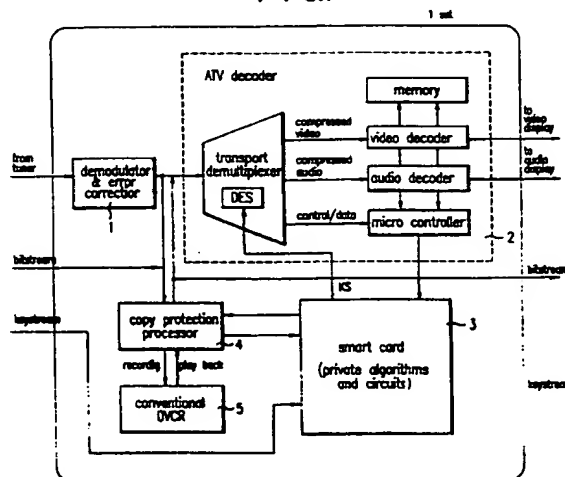 1 set
ATV decoder
memory
to
video
display
compressed
video
video decoder
from
tuner
demodulator
& error
correction
1
transport
demultiplexer
DES
compressed
audio
audio decoder
to
audio
display
control/data
micro controller
2
bitstream
bitstream
KS
keystream
copy protection
processor
4
3
smart card
(private algorithms
and circuits)
recording
play back
conventional
DVCR
5
keystream